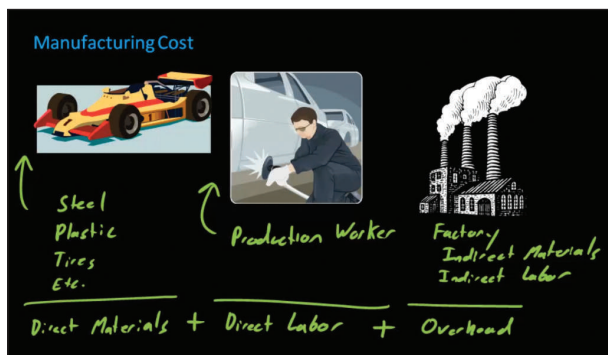 Manufacturing Cost
Steel
Plastic
Tires
Etc.
Production Worker
Factory
Indirect Materials
Indirect Labor
Direct Materials + Direct Labor + Overhead